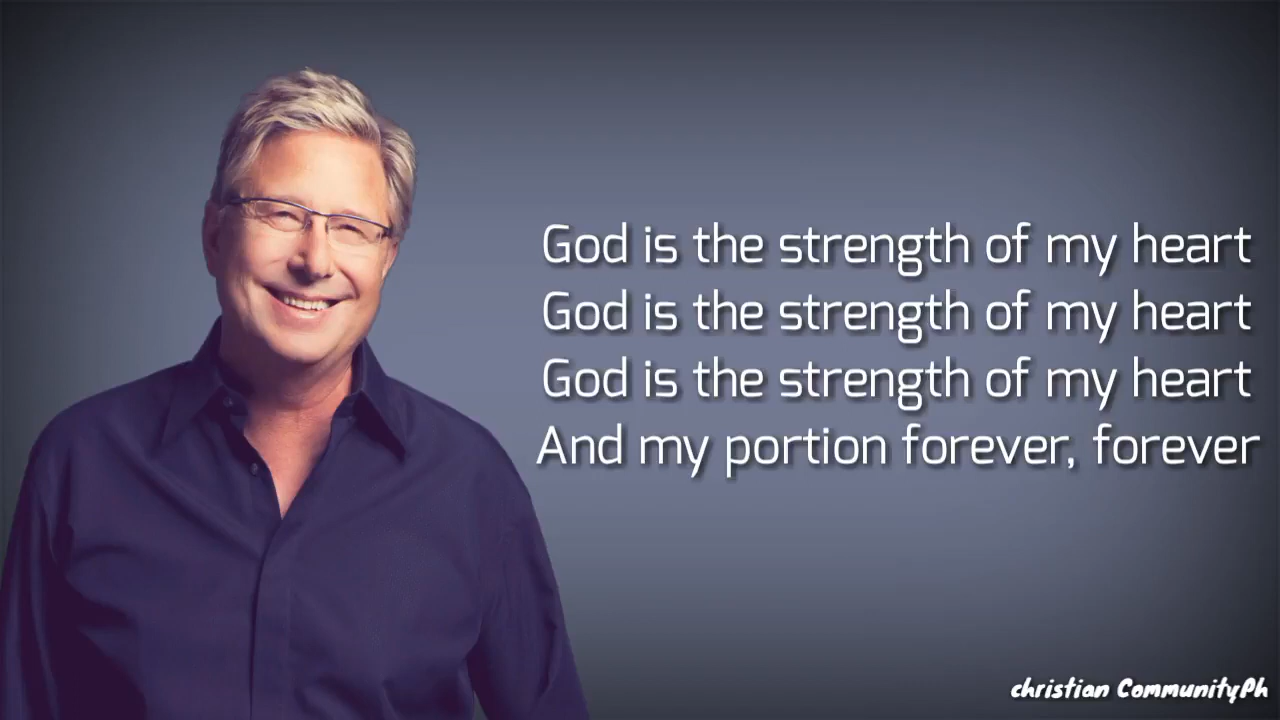 God is the strength of my heart
God is the strength of my heart
God is the strength of my heart
And my portion forever, forever
christian CommunityPh